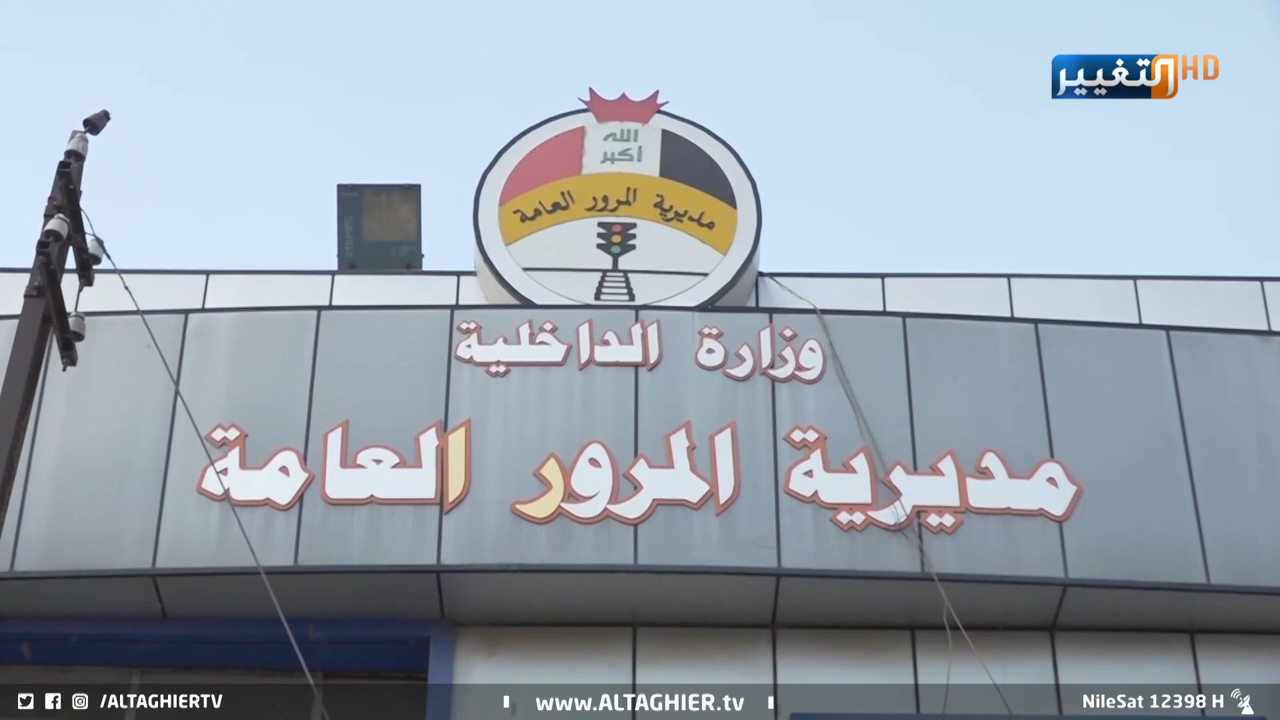 التغيير HD
الله
أكبر
مديرية المرور العامة
وزارة الداخلية
مديرية المرور العامة
/ALTAGHIERTV
www.ALTAGHIER.tv
NileSat 12398 H